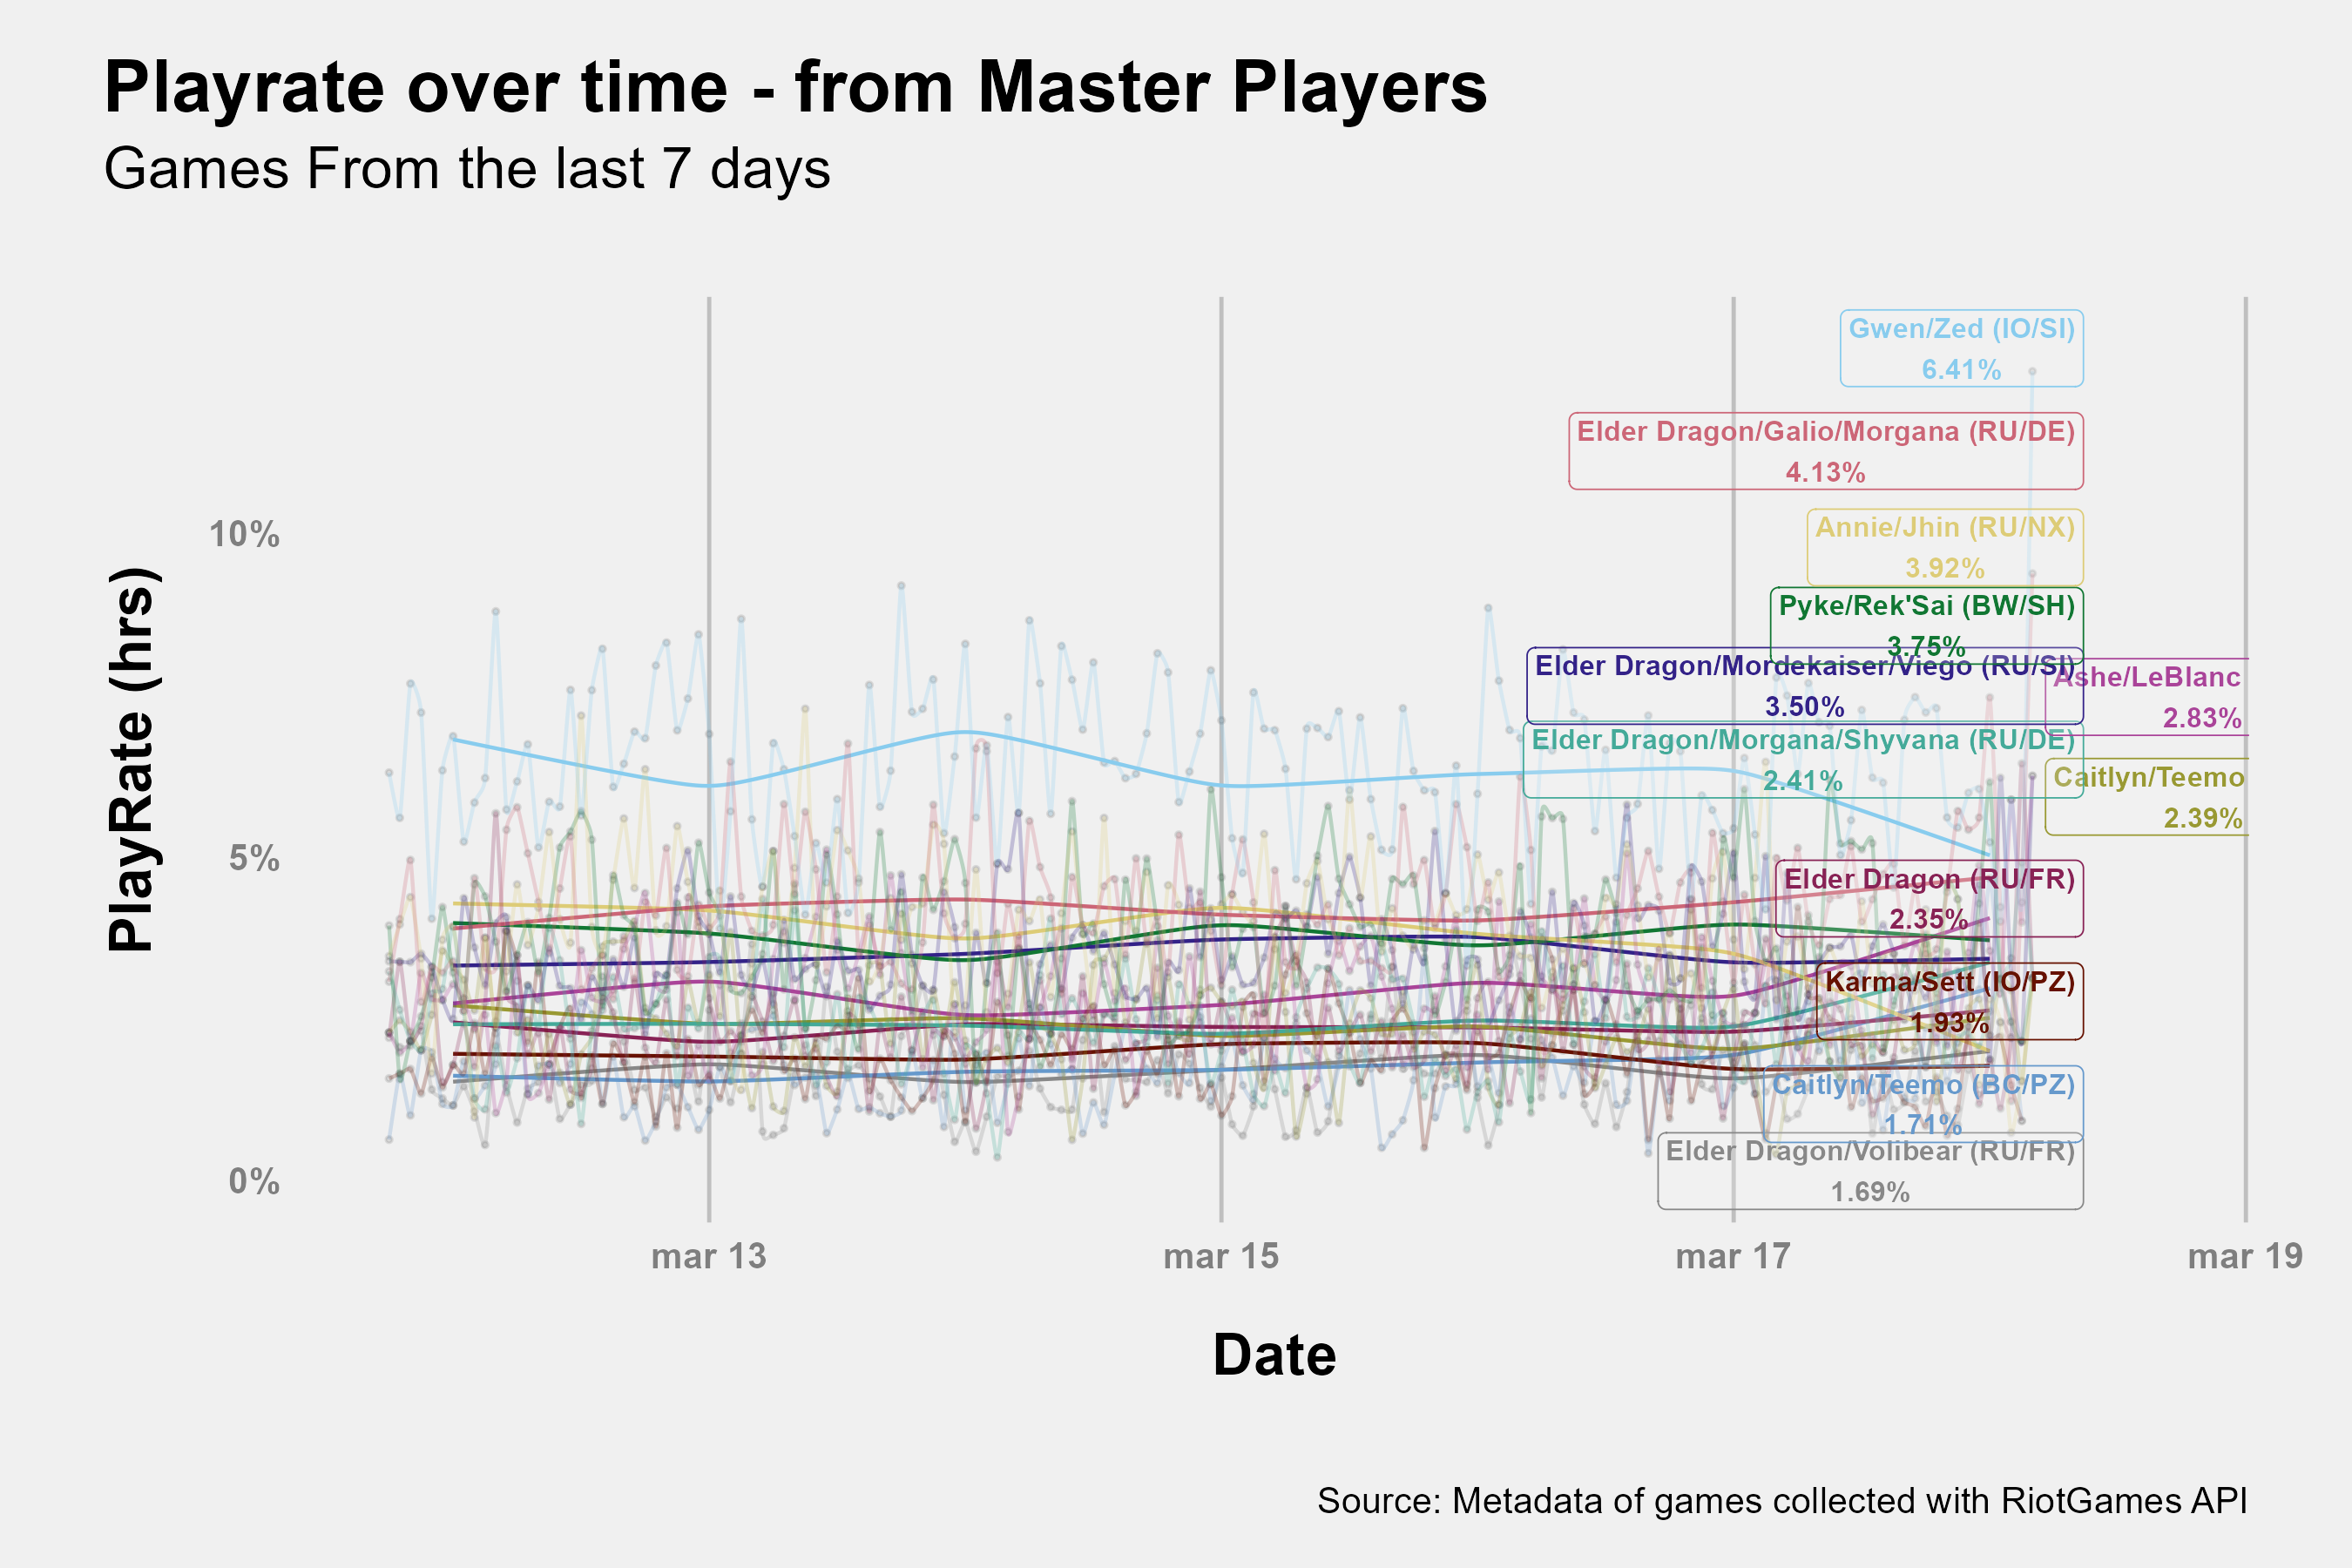 Playrate over time - from Master Players
Games From the last 7 days
PlayRate (hrs)
10%
5%
0%
Gwen/Zed (IO/SI)
6.41%
Elder Dragon/Galio/Morgana (RU/DE)
4.13%
Annie/Jhin (RU/NX)
3.92%
Pyke/Rek'Sai (BW/SH)
3.75%
Elder Dragon/Mordekaiser/Viego (RU/SI)
3.50%
Ashe/LeBlanc
2.83%
Elder Dragon/Morgana/Shyvana (RU/DE)
2.41%
Caitlyn/Teemo
2.39%
Elder Dragon (RU/FR)
2.35%
Karma/Sett (IO/PZ)
1.93%
Caitlyn/Teemo (BC/PZ)
1.71%
Elder Dragon/Volibear (RU/FR)
1.69%
mar 13
mar 15
mar 17
mar 19
Date
Source: Metadata of games collected with RiotGames API